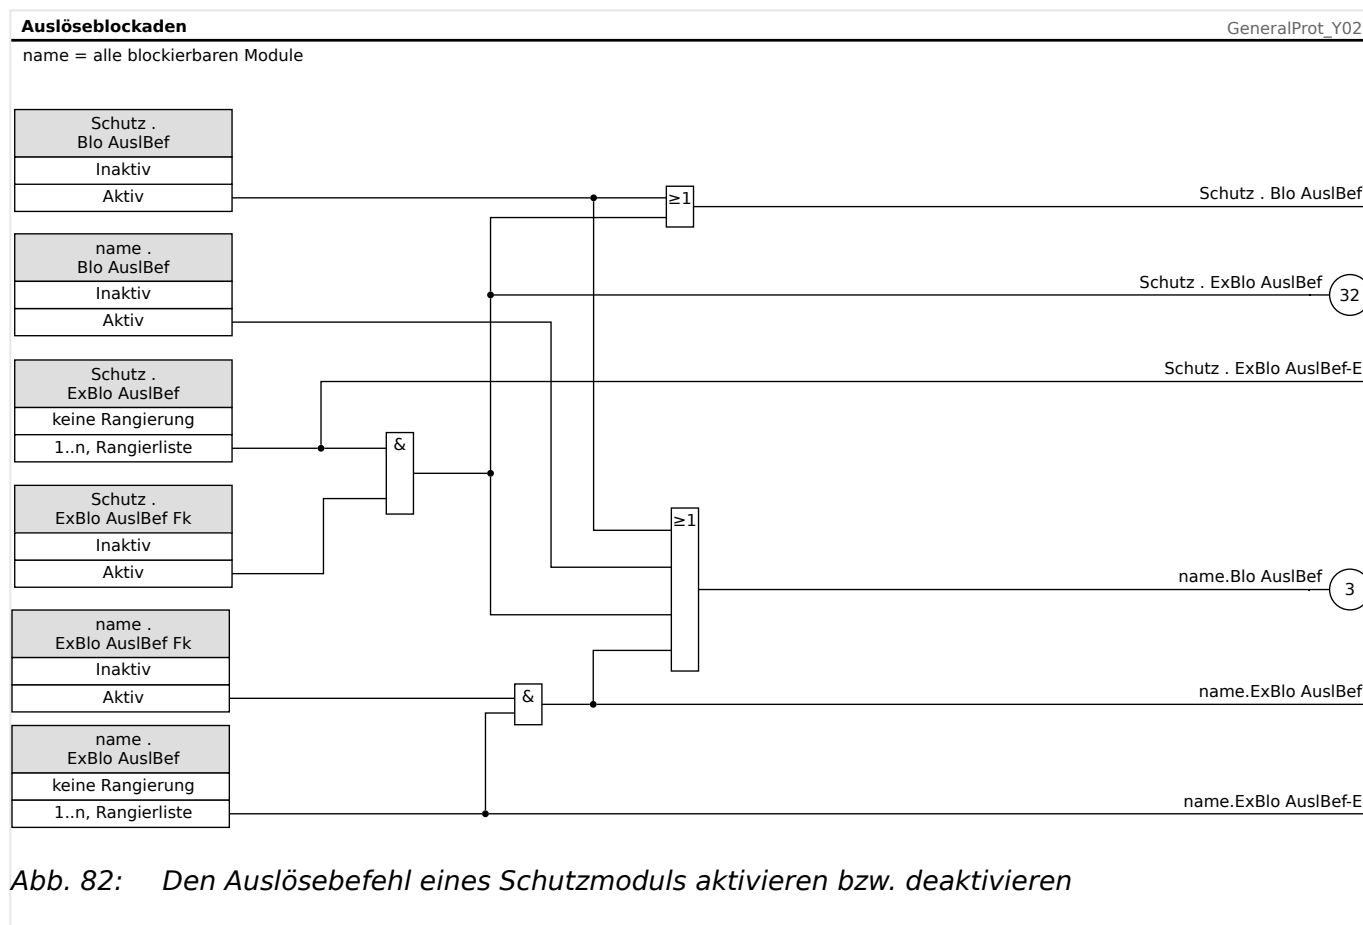 Auslöseblockaden
GeneralProt_Y02
name = alle blockierbaren Module
Schutz .
Blo AuslBef
Inaktiv
Aktiv
≥1
Schutz . Blo AuslBef
name .
Blo AuslBef
Inaktiv
Aktiv
Schutz . ExBlo AuslBef
32
Schutz .
ExBlo AuslBef
keine Rangierung
1..n, Rangierliste
Schutz . ExBlo AuslBef-E
&
Schutz .
ExBlo AuslBef Fk
Inaktiv
Aktiv
≥1
name.Blo AuslBef
3
name .
ExBlo AuslBef Fk
Inaktiv
Aktiv
&
name.ExBlo AuslBef
name .
ExBlo AuslBef
keine Rangierung
1..n, Rangierliste
name.ExBlo AuslBef-E
Abb. 82: Den Auslösebefehl eines Schutzmoduls aktivieren bzw. deaktivieren